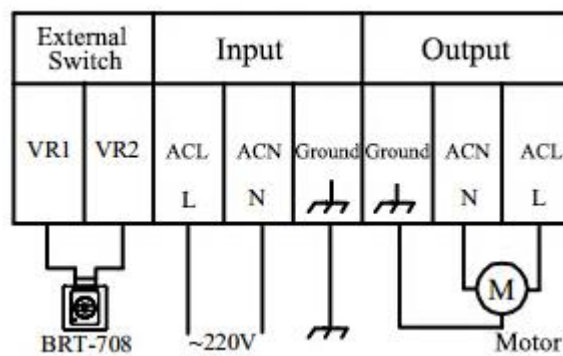 External Switch
Input
Output
VR1
VR2
ACL
L
ACN
N
Ground
Ground
ACN
N
ACL
L
M
BRT-708
~220V
Motor